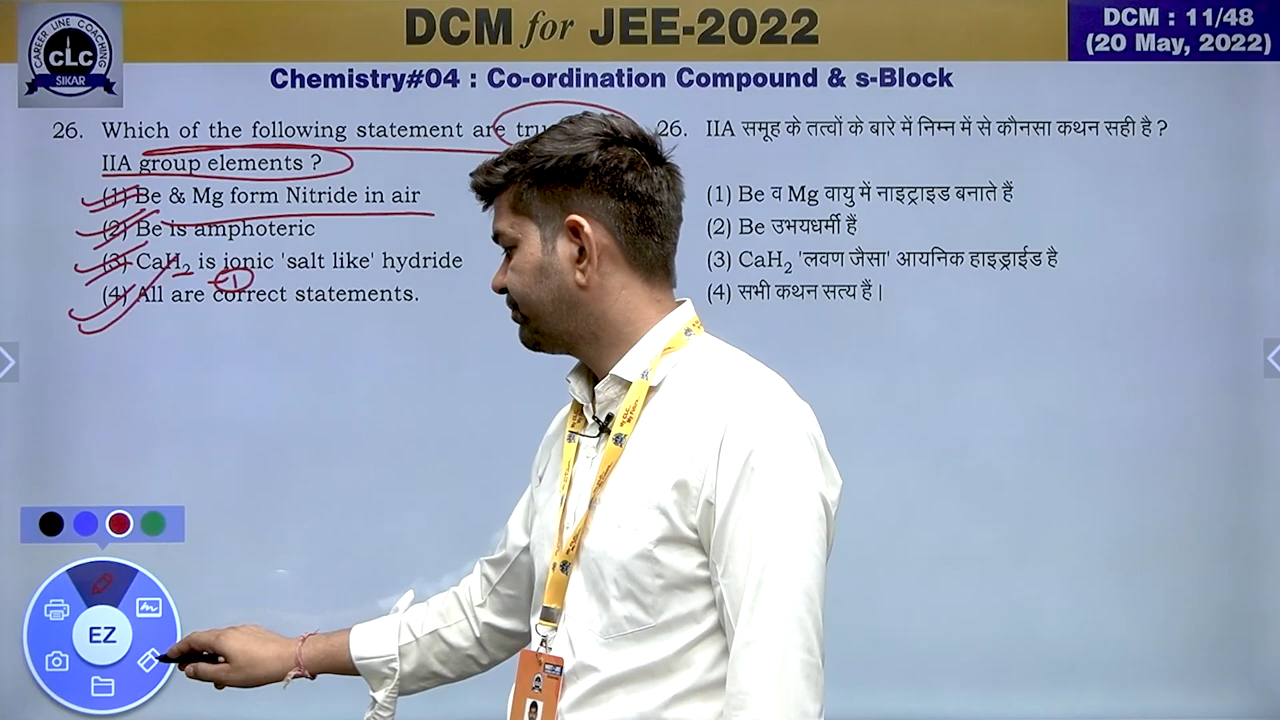 DCM for JEE-2022
DCM : 11/48
(20 May, 2022)
CAREER LINE COACHING
CLC
SIKAR
Chemistry#04 : Co-ordination Compound & s-Block
26. Which of the following statement are
IIA group elements ?
(1) Be & Mg form Nitride in air
(2) Be is amphoteric
(3) CaH₂ is ionic 'salt like' hydride
(4) All are correct statements.
-1
26. IIA समूह के तत्वों के बारे में निम्न में से कौनसा कथन सही है ?
(1) Be व Mg वायु में नाइट्राइड बनाते हैं
(2) Be उभयधर्मी हैं
(3) CaH₂ 'लवण जैसा' आयनिक हाइड्राईड है
(4) सभी कथन सत्य हैं।
EZ